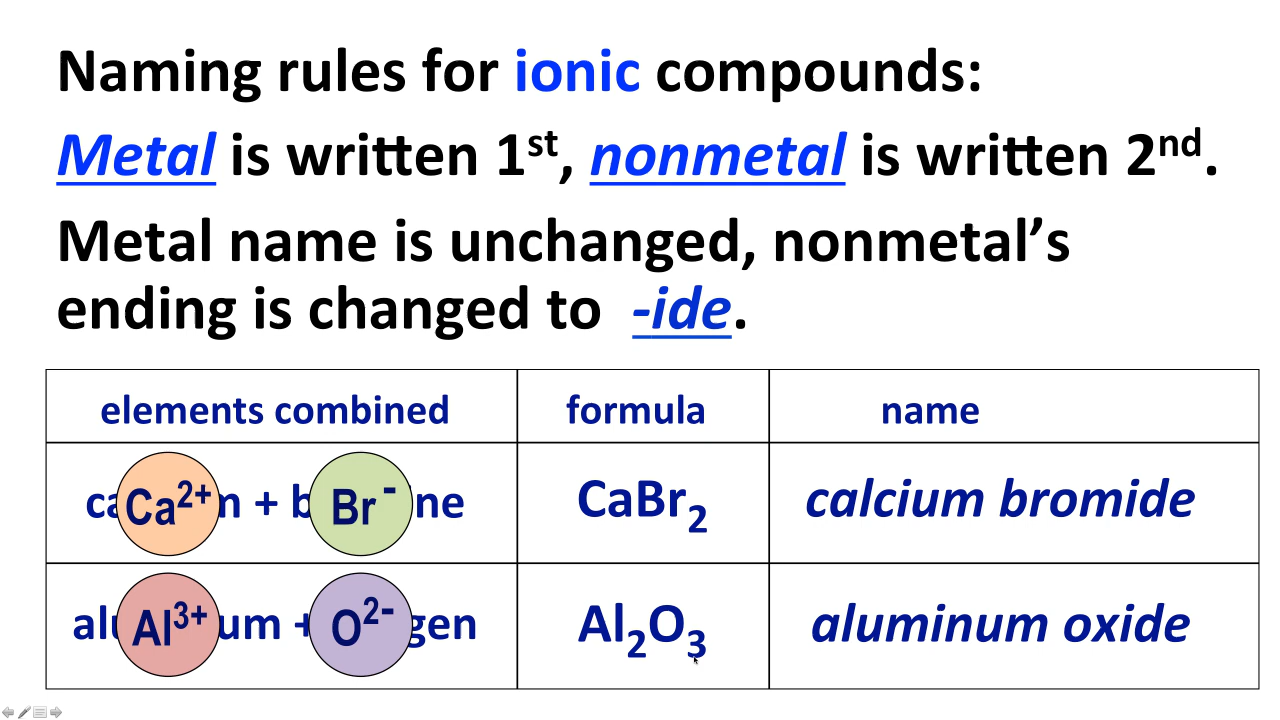 Naming rules for ionic compounds:
Metal is written 1st, nonmetal is written 2nd.
Metal name is unchanged, nonmetal’s
ending is changed to -ide.
elements combined formula name
Ca²⁺ + Br⁻ CaBr₂ calcium bromide
Al³⁺ + O²⁻ Al₂O₃ aluminum oxide